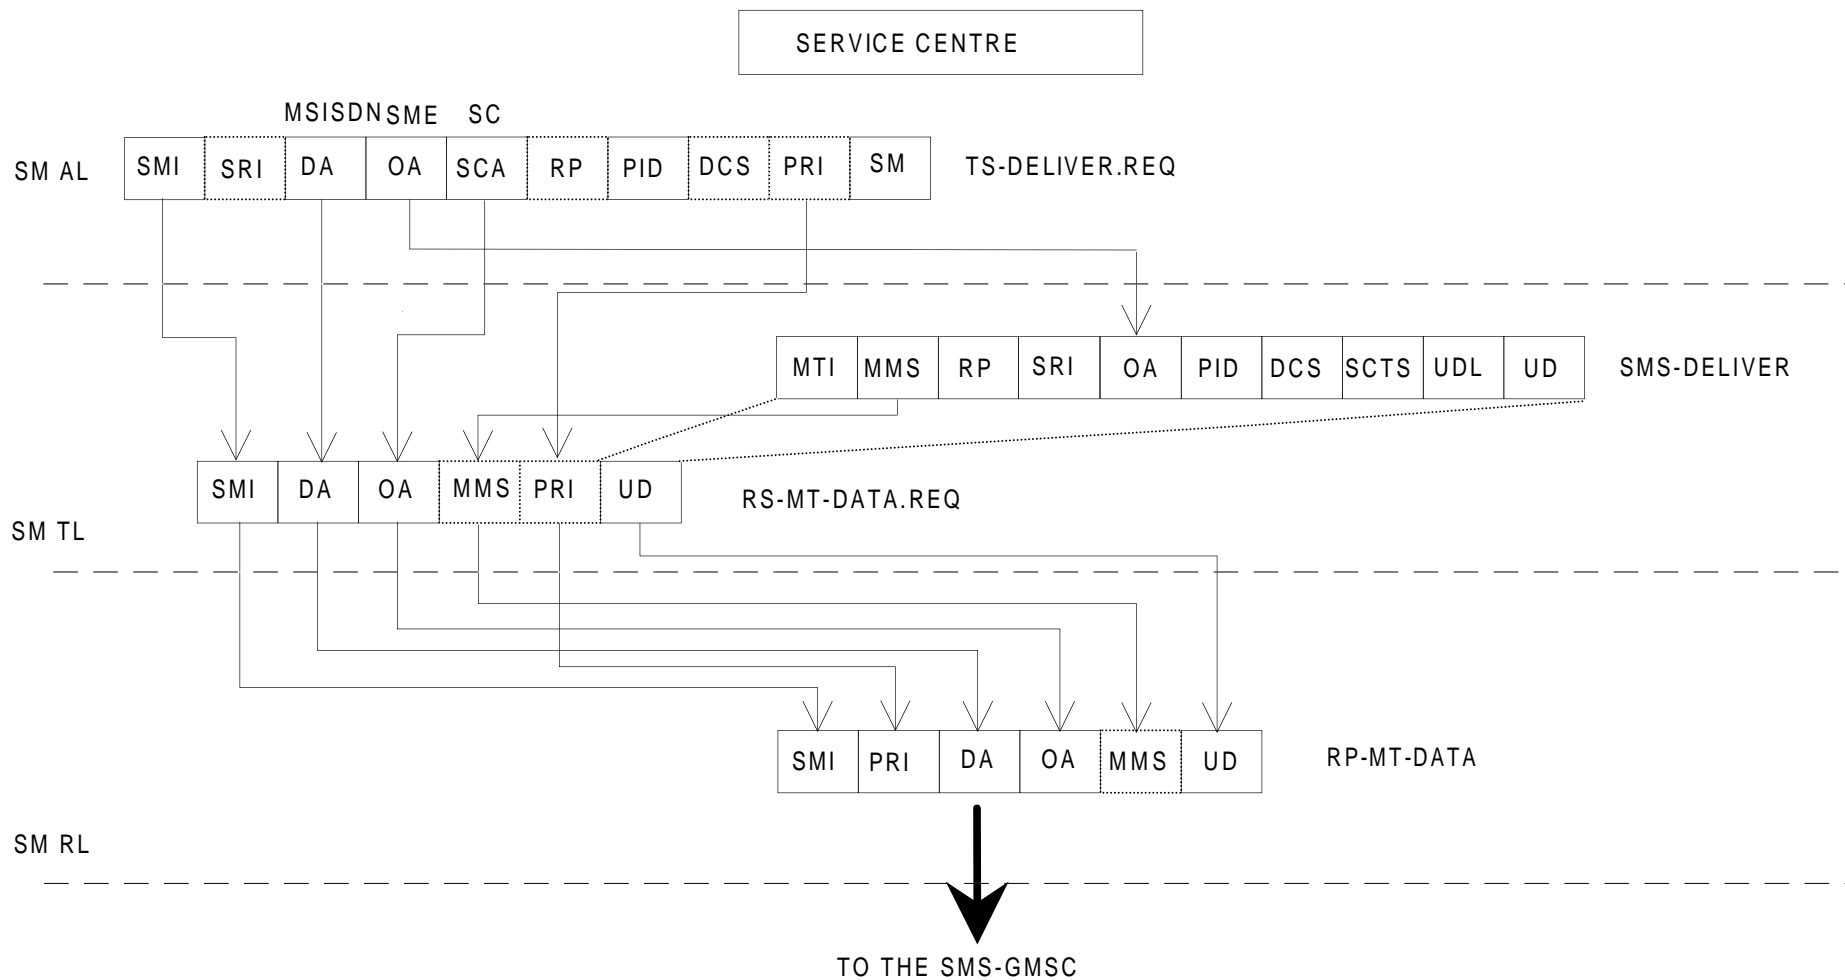 SERVICE CENTRE
MSISDN SME SC
SM AL SMI SRI DA OA SCA RP PID DCS PRI SM TS-DELIVER.REQ
MTI MMS RP SRI OA PID DCS SCTS UDL UD SMS-DELIVER
SMI DA OA MMS PRI UD RS-MT-DATA.REQ
SM TL
SMI PRI DA OA MMS UD RP-MT-DATA
SM RL
TO THE SMS-GMSC